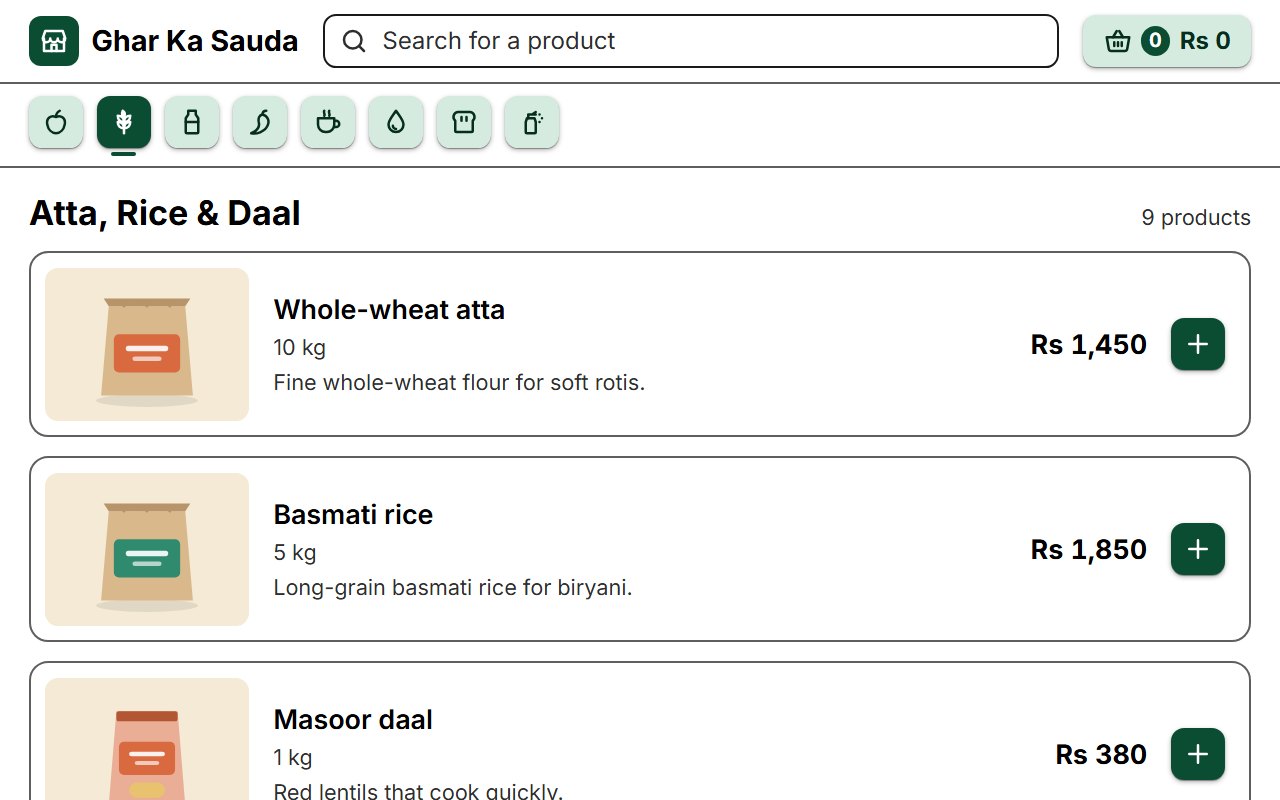 Ghar Ka Sauda
Search for a product
0 Rs 0
Atta, Rice & Daal
9 products
Whole-wheat atta
10 kg
Fine whole-wheat flour for soft rotis.
Rs 1,450
Basmati rice
5 kg
Long-grain basmati rice for biryani.
Rs 1,850
Masoor daal
1 kg
Red lentils that cook quickly.
Rs 380